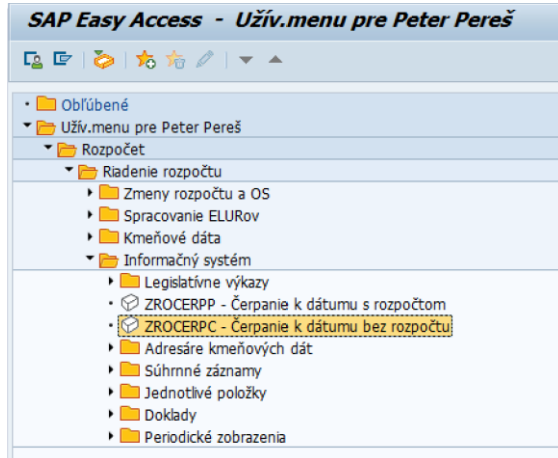 SAP Easy Access - Užív.menu pre Peter Pereš
Obľúbené
Užív.menu pre Peter Pereš
Rozpočet
Riadenie rozpočtu
Zmeny rozpočtu a OS
Spracovanie ELURov
Kmeňové dáta
Informačný systém
Legislatívne výkazy
ZROCERPP - Čerpanie k dátumu s rozpočtom
ZROCERPC - Čerpanie k dátumu bez rozpočtu
Adresáre kmeňových dát
Súhrnné záznamy
Jednotlivé položky
Doklady
Periodické zobrazenia